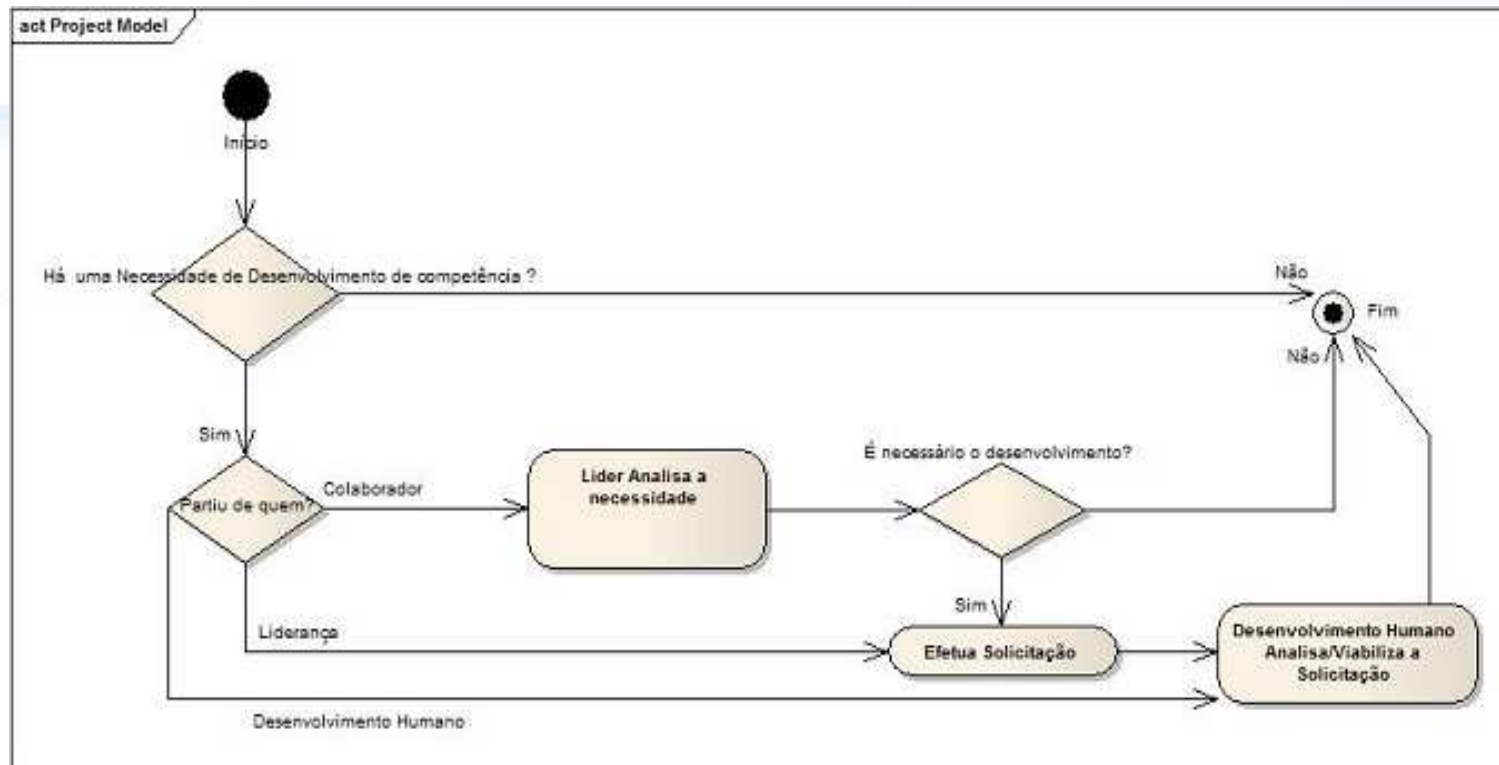 act Project Model
Início
Há uma Necessidade de Desenvolvimento de competência ?
Não
Fim
Não
Sim
É necessário o desenvolvimento?
Lider Analisa a
necessidade
Colaborador
Partiu de quem?
Sim
Liderança
Efetua Solicitação
Desenvolvimento Humano
Analisa/Viabiliza a
Solicitação
Desenvolvimento Humano